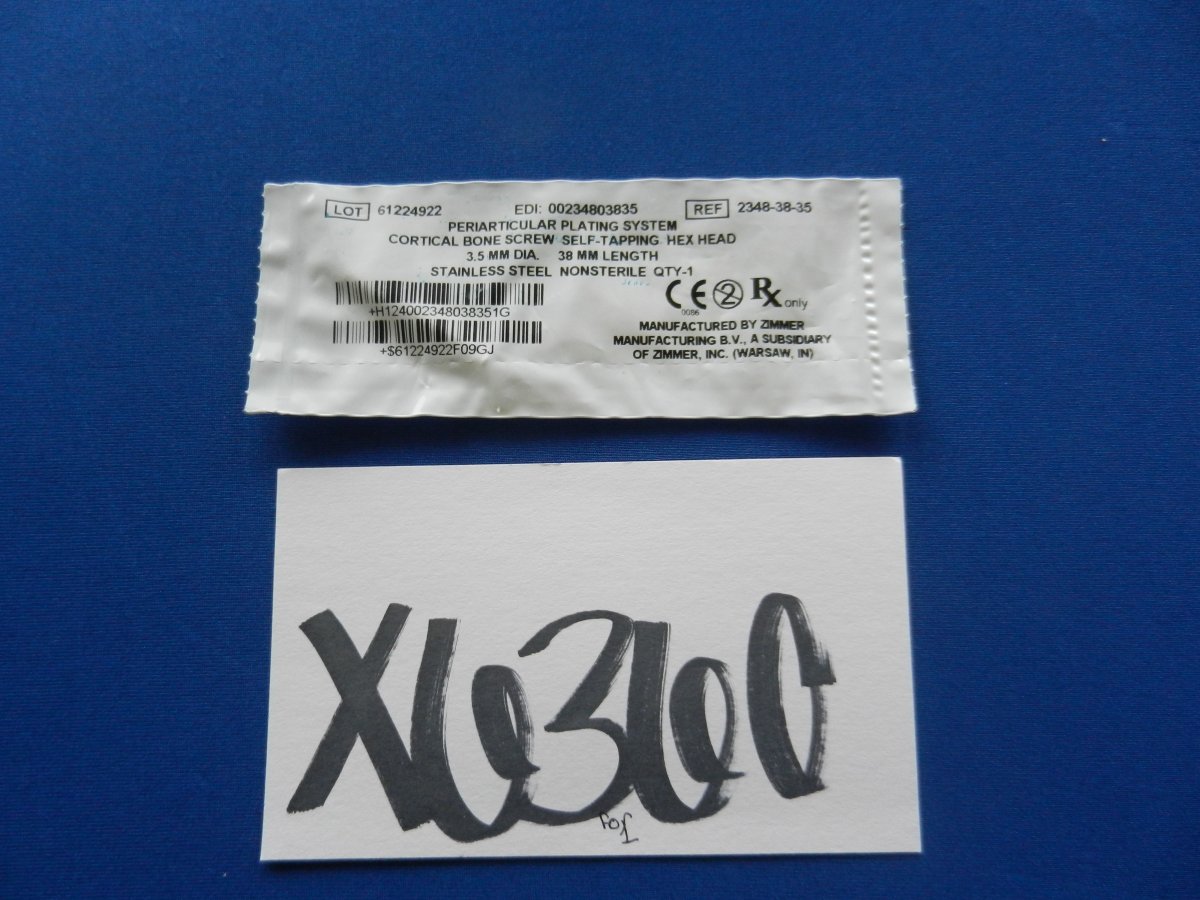 LOT 61224922 EDI: 00234803835 REF 2348-38-35
PERIARTICULAR PLATING SYSTEM
CORTICAL BONE SCREW SELF-TAPPING HEX HEAD
3.5 MM DIA. 38 MM LENGTH
STAINLESS STEEL NONSTERILE QTY-1
+H124002348038351G
+$61224922F09GJ
CE 0086 2 Rx only
MANUFACTURED BY ZIMMER
MANUFACTURING B.V., A SUBSIDIARY
OF ZIMMER, INC. (WARSAW, IN)
X6360
for 1